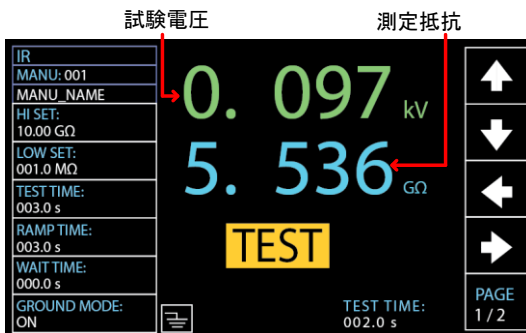 試験電圧
測定抵抗
IR
MANU: 001
MANU_NAME
HI SET:
10.00 GΩ
LOW SET:
001.0 MΩ
TEST TIME:
003.0 s
RAMP TIME:
003.0 s
WAIT TIME:
000.0 s
GROUND MODE:
ON
0. 097 kV
5. 536 GΩ
TEST
TEST TIME:
002.0 s
PAGE
1 / 2